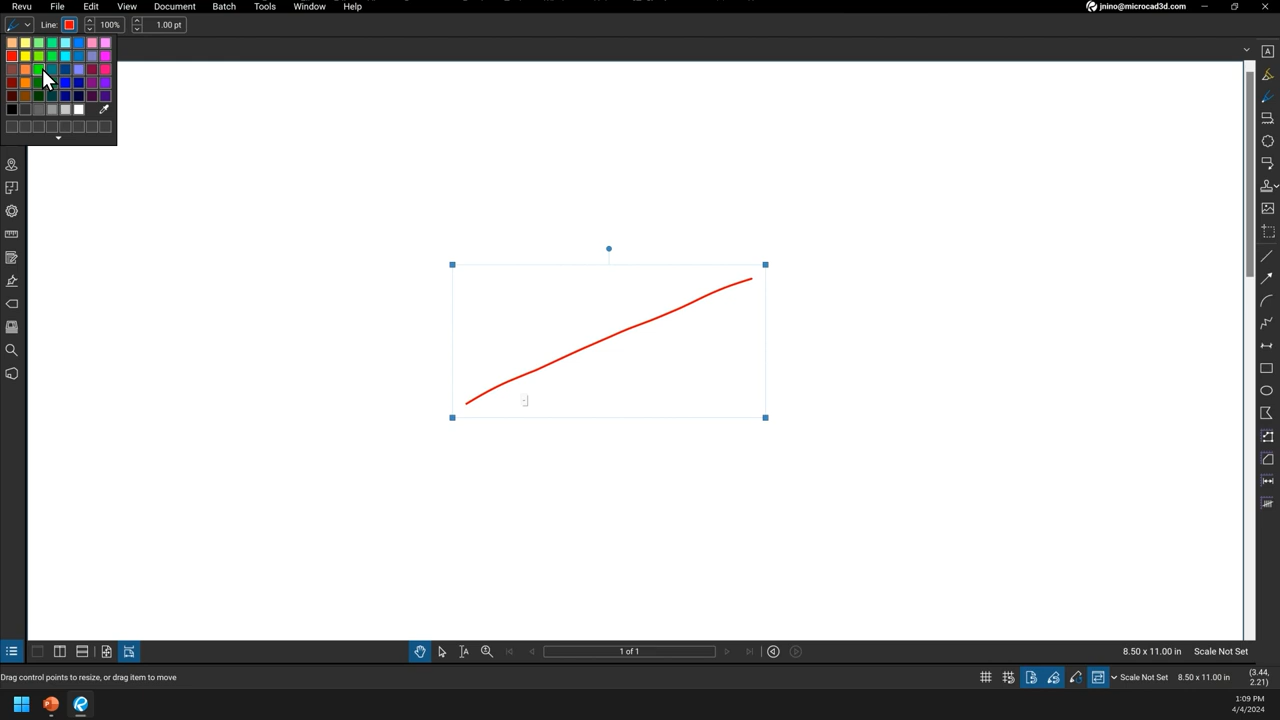 Revu File Edit View Document Batch Tools Window Help jnino@microcad3d.com
Line: 100% 1.00 pt
1 of 1 8.50 x 11.00 in Scale Not Set
Drag control points to resize, or drag item to move Scale Not Set 8.50 x 11.00 in (3.44, 2.21)
1:09 PM
4/4/2024